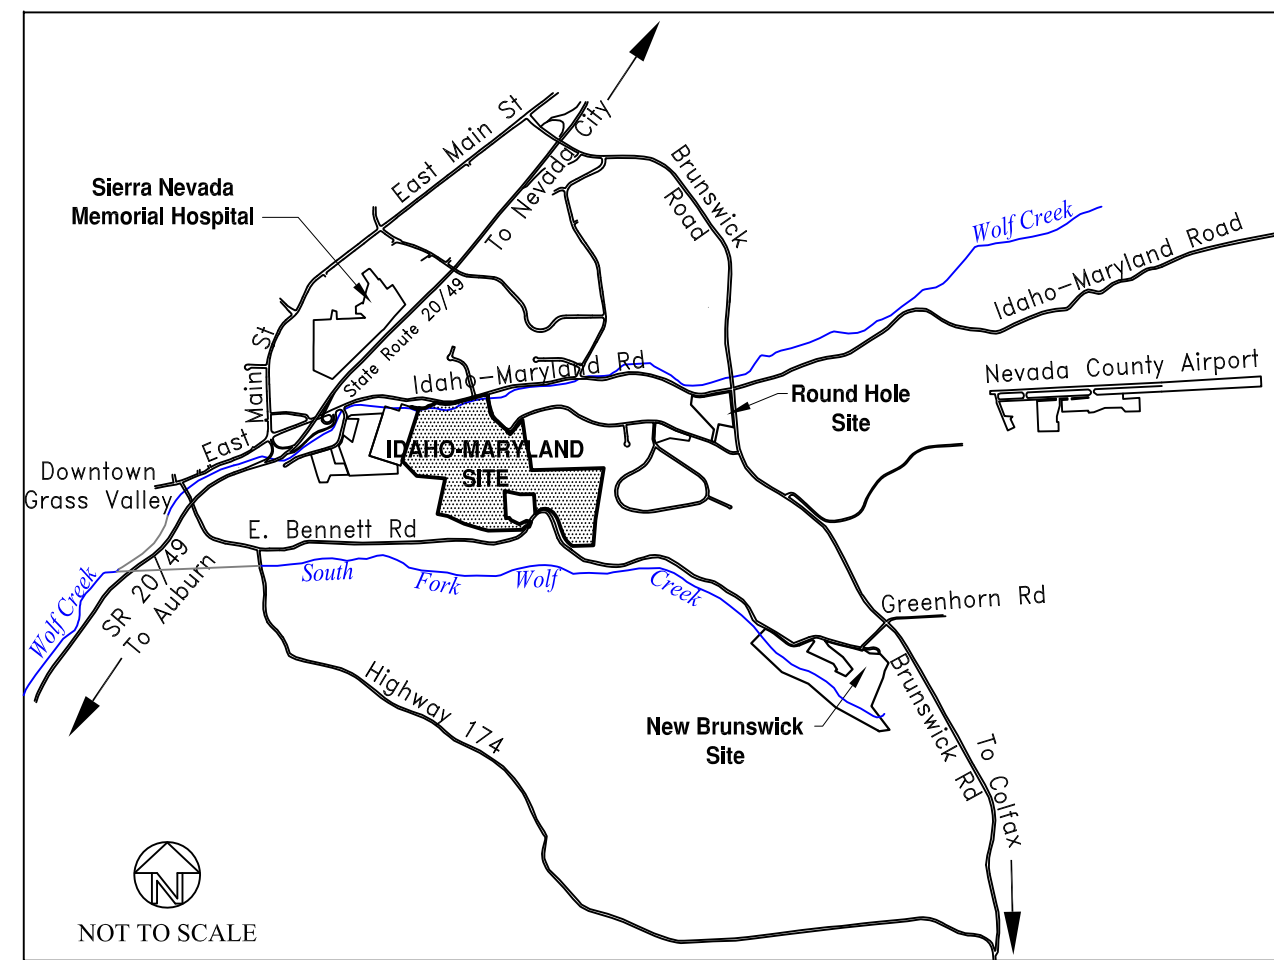 East Main St
To Nevada City
Brunswick
Road
Sierra Nevada
Memorial Hospital
Wolf Creek
Idaho-Maryland Road
State Route 20/49
Idaho-Maryland Rd
Nevada County Airport
East Main St
Round Hole
Site
IDAHO-MARYLAND
SITE
Downtown
Grass Valley
E. Bennett Rd
South Fork Wolf Creek
Wolf Creek
SR 20/49
To Auburn
Greenhorn Rd
Highway 174
Brunswick Rd
New Brunswick
Site
To Colfax
N
NOT TO SCALE